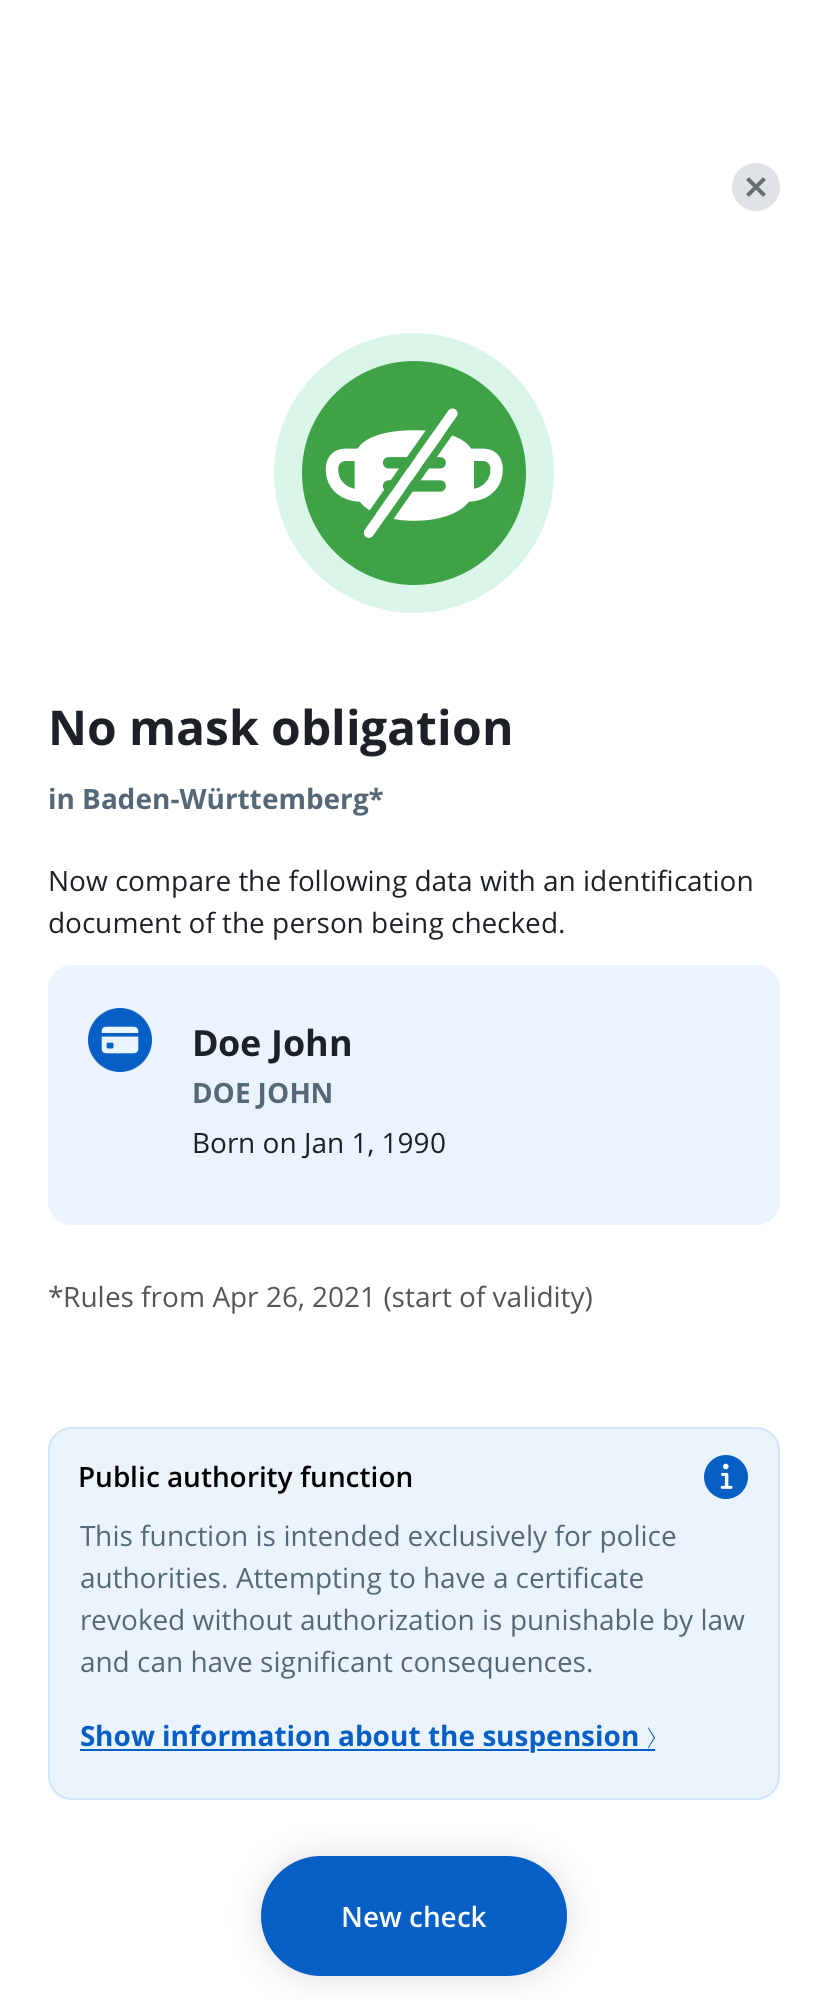 No mask obligation
in Baden-Württemberg*
Now compare the following data with an identification
document of the person being checked.
Doe John
DOE JOHN
Born on Jan 1, 1990
*Rules from Apr 26, 2021 (start of validity)
Public authority function
This function is intended exclusively for police
authorities. Attempting to have a certificate
revoked without authorization is punishable by law
and can have significant consequences.
Show information about the suspension 〉
New check